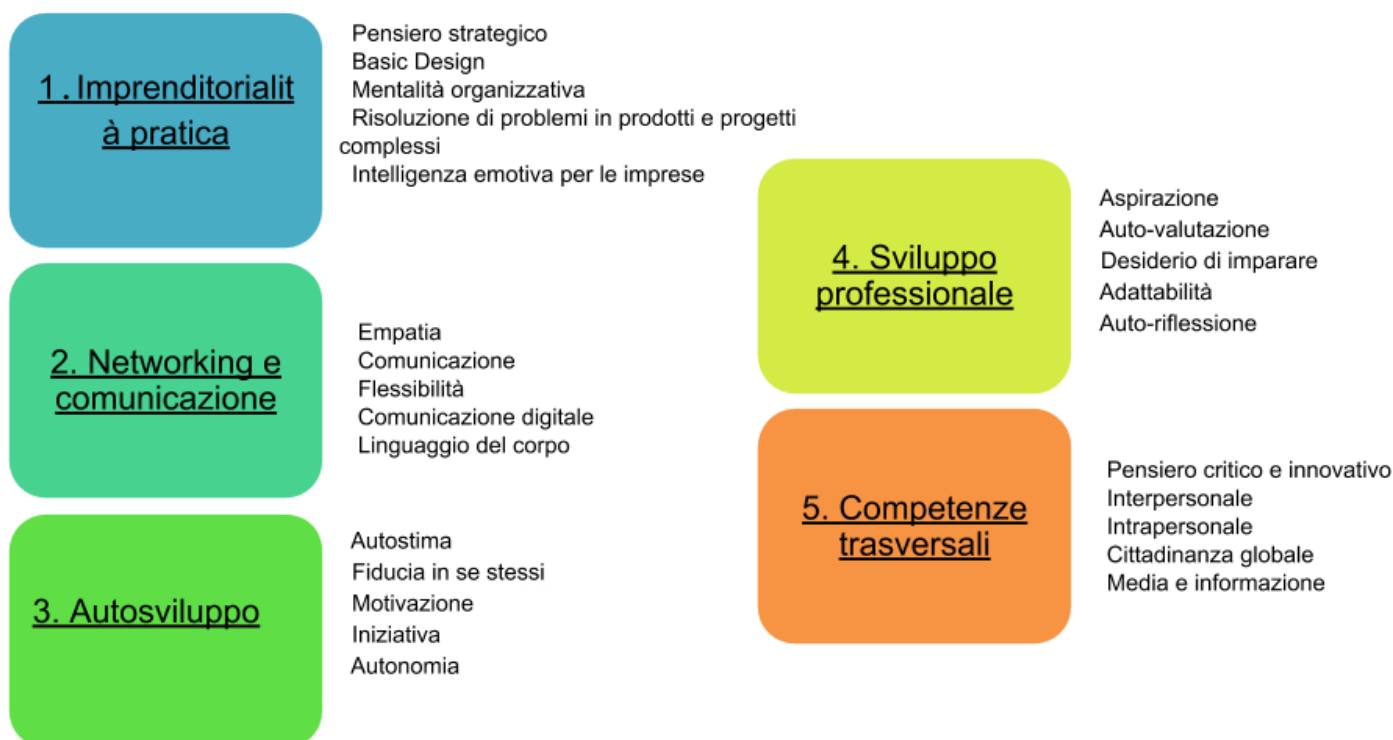 1. Imprenditorialit
à pratica
Pensiero strategico
Basic Design
Mentalità organizzativa
Risoluzione di problemi in prodotti e progetti
complessi
Intelligenza emotiva per le imprese
2. Networking e
comunicazione
Empatia
Comunicazione
Flessibilità
Comunicazione digitale
Linguaggio del corpo
3. Autosviluppo
Autostima
Fiducia in se stessi
Motivazione
Iniziativa
Autonomia
4. Sviluppo
professionale
Aspirazione
Auto-valutazione
Desiderio di imparare
Adattabilità
Auto-riflessione
5. Competenze
trasversali
Pensiero critico e innovativo
Interpersonale
Intrapersonale
Cittadinanza globale
Media e informazione